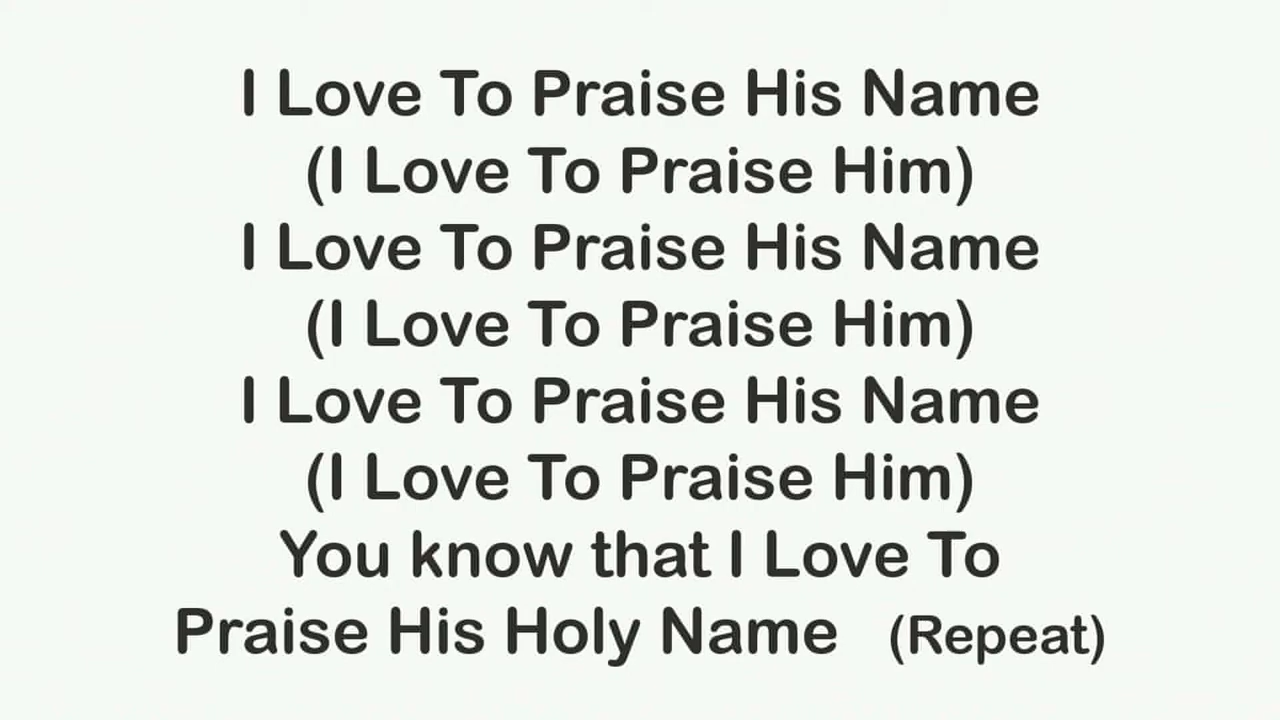 I Love To Praise His Name
(I Love To Praise Him)
I Love To Praise His Name
(I Love To Praise Him)
I Love To Praise His Name
(I Love To Praise Him)
You know that I Love To
Praise His Holy Name (Repeat)